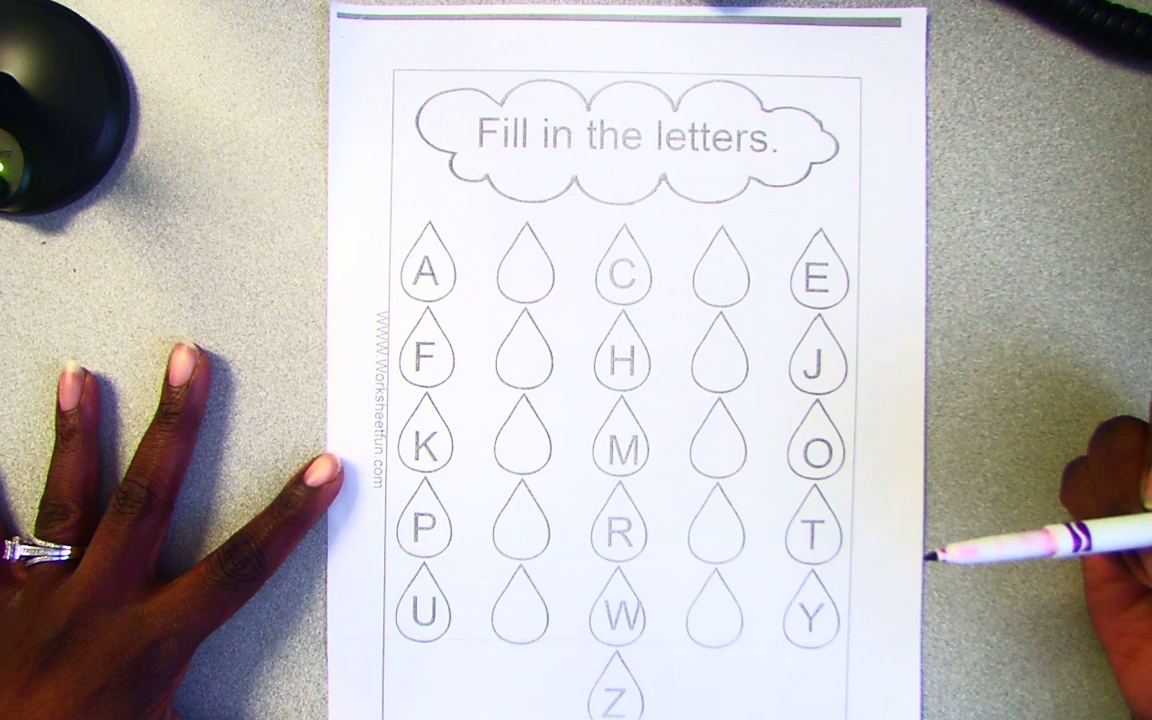 Fill in the letters.
A C E
F H J
K M O
P R T
U W Y
Z
www.Worksheetfun.com